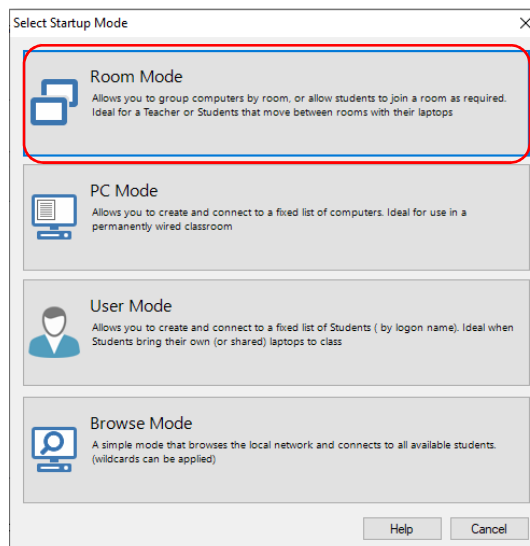 Select Startup Mode
Room Mode
Allows you to group computers by room, or allow students to join a room as required.
Ideal for a Teacher or Students that move between rooms with their laptops
PC Mode
Allows you to create and connect to a fixed list of computers. Ideal for use in a
permanently wired classroom
User Mode
Allows you to create and connect to a fixed list of Students ( by logon name). Ideal when
Students bring their own (or shared) laptops to class
Browse Mode
A simple mode that browses the local network and connects to all available students.
(wildcards can be applied)
Help Cancel